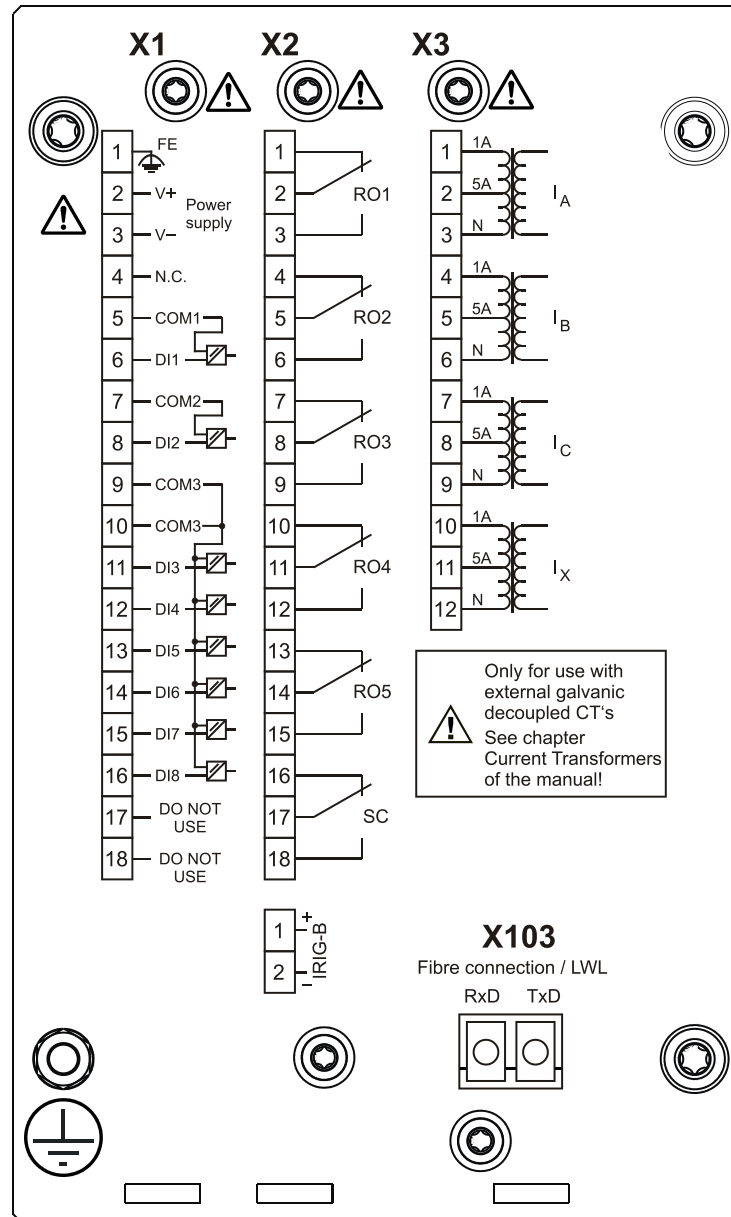 X1
X2
X3
1 FE
2 V+
Power
supply
3 V−
4 N.C.
5 COM1
6 DI1
7 COM2
8 DI2
9 COM3
10 COM3
11 DI3
12 DI4
13 DI5
14 DI6
15 DI7
16 DI8
17 DO NOT
USE
18 DO NOT
USE
1
2 RO1
3
4
5 RO2
6
7
8 RO3
9
10
11 RO4
12
13
14 RO5
15
16
17 SC
18
1 +
IRIG-B
2 −
1 1A
2 5A IA
3 N
4 1A
5 5A IB
6 N
7 1A
8 5A IC
9 N
10 1A
11 5A IX
12 N
Only for use with
external galvanic
decoupled CT‘s
See chapter
Current Transformers
of the manual!
X103
Fibre connection / LWL
RxD TxD